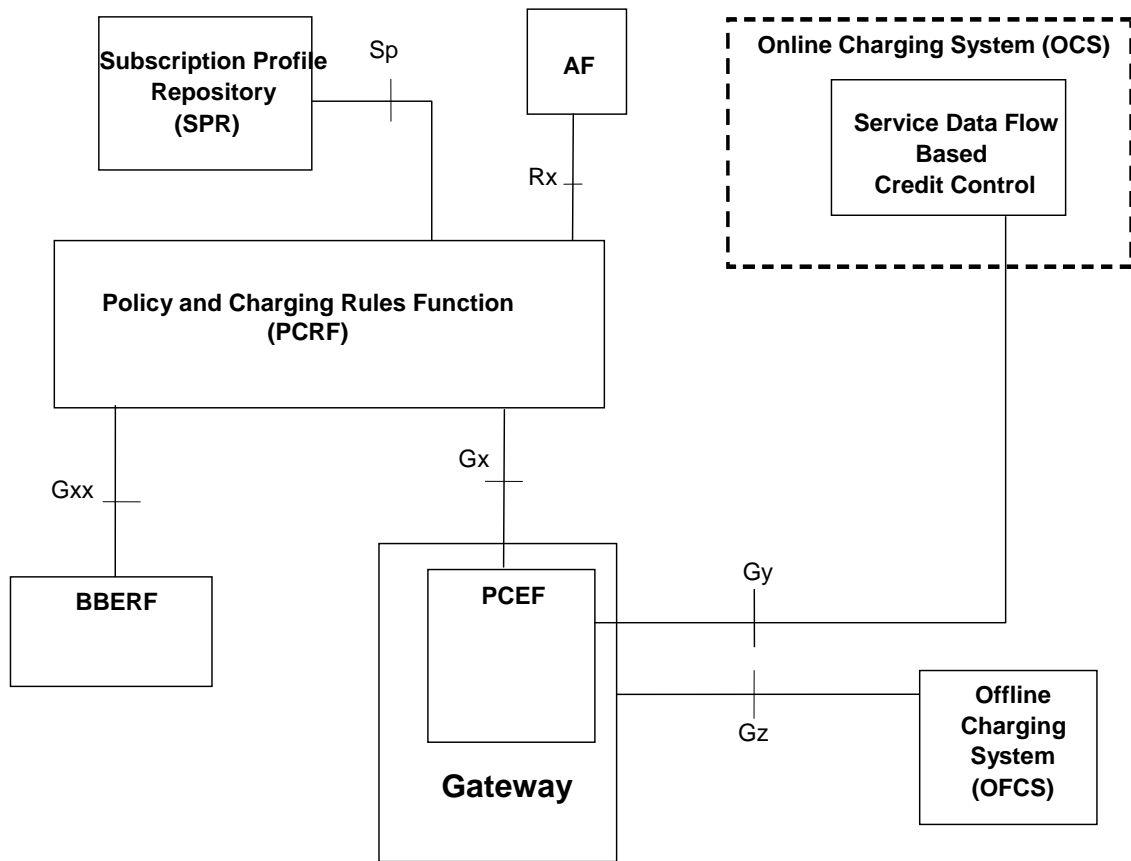 Subscription Profile
Repository
(SPR)
Sp
AF
Online Charging System (OCS)
Service Data Flow
Based
Credit Control
Rx
Policy and Charging Rules Function
(PCRF)
Gxx
Gx
BBERF
PCEF
Gy
Gz
Offline
Charging
System
(OFCS)
Gateway